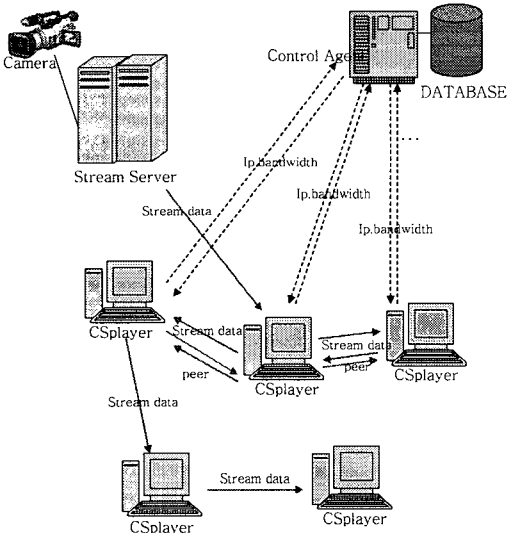 Camera
Control Agent
DATABASE
Stream Server
...
Ip.bandwidth
Ip.bandwidth
Ip.bandwidth
Stream data
CSplayer
Stream data
Stream data
CSplayer
peer
peer
CSplayer
Stream data
Stream data
CSplayer
CSplayer